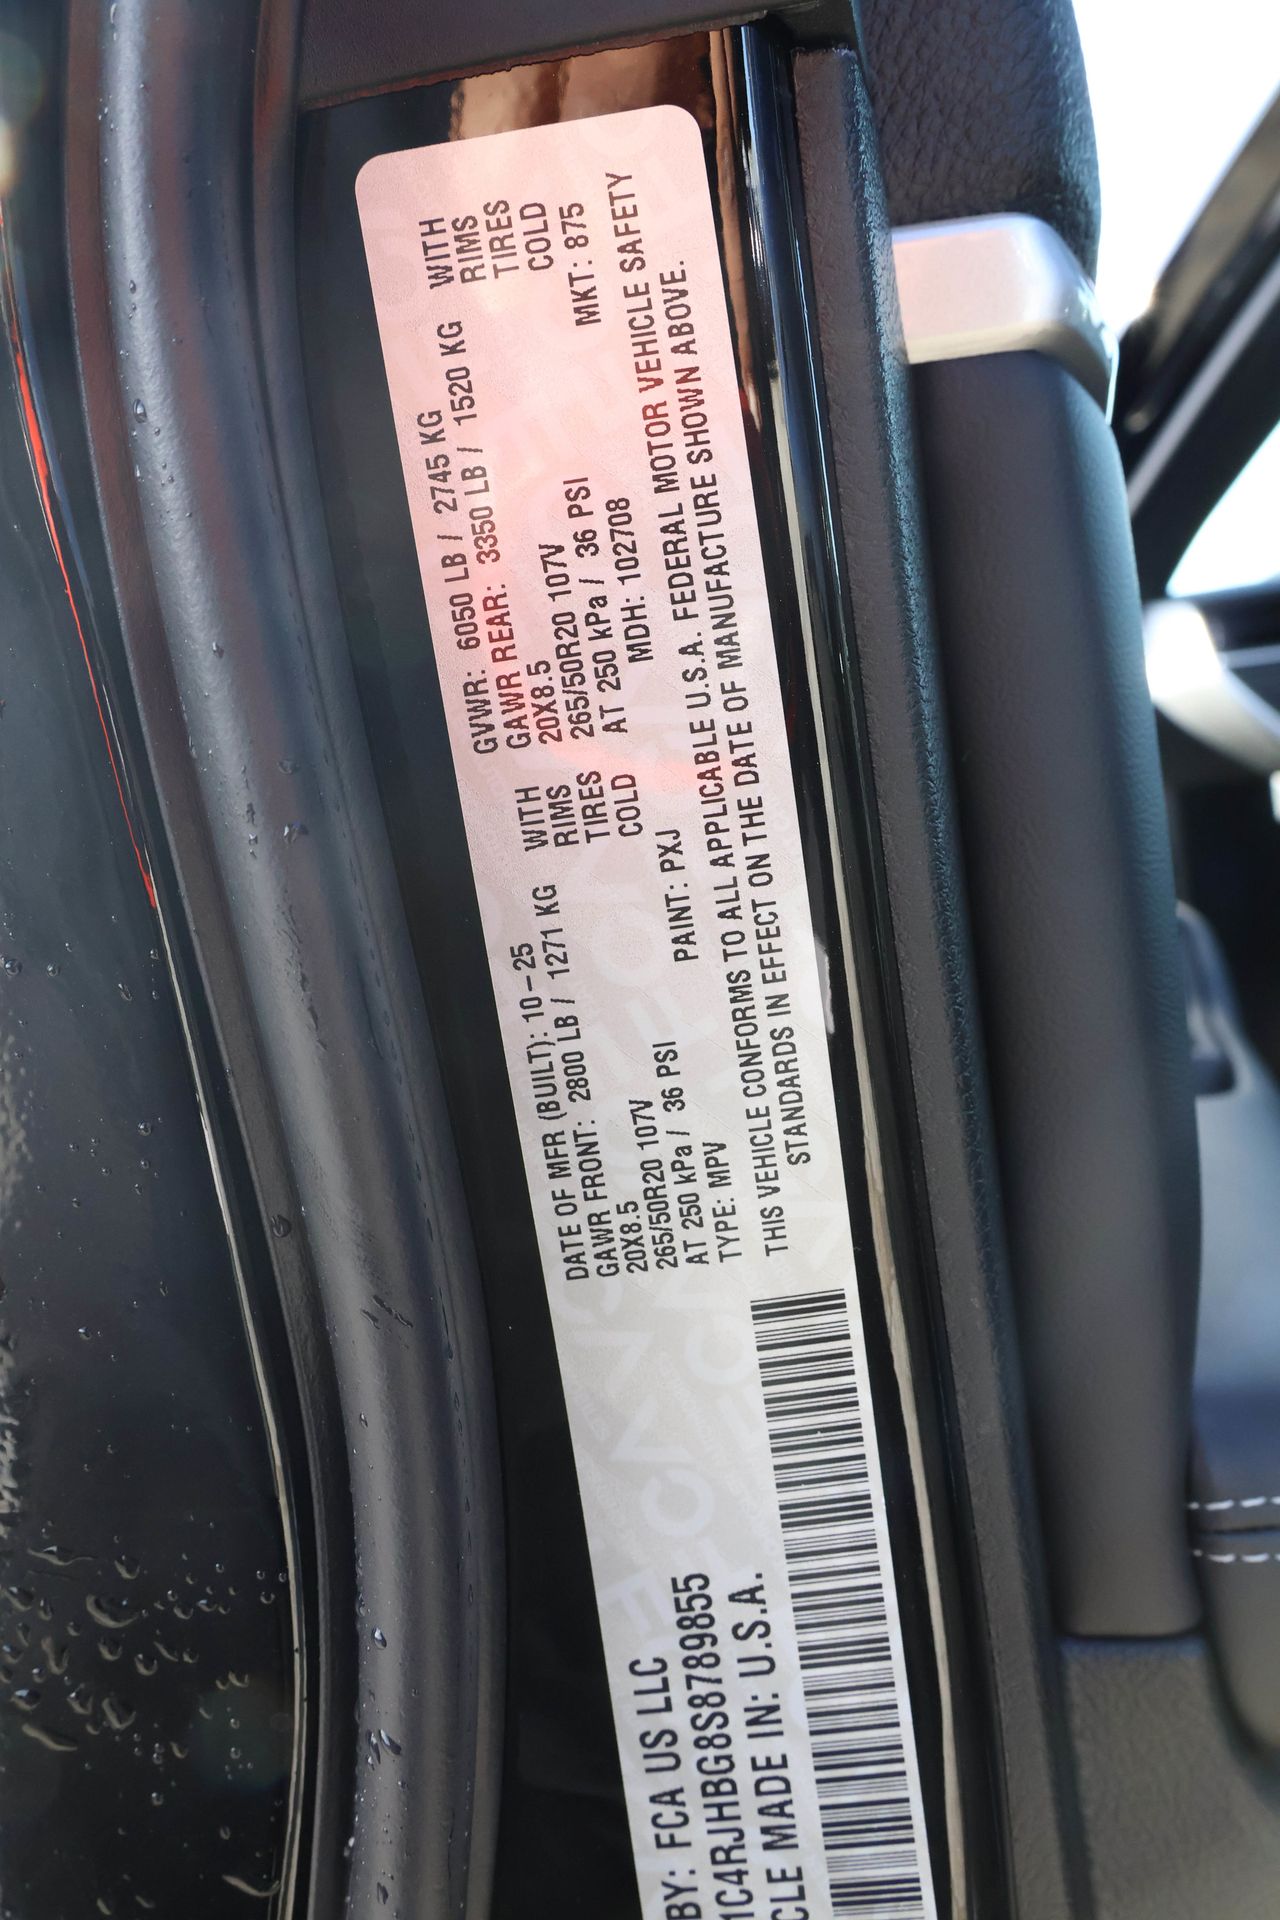 BY: FCA US LLC
1C4RJHBG8S8789855
CLE MADE IN: U.S.A.
DATE OF MFR (BUILT): 10-25
GVWR: 6050 LB / 2745 KG
GAWR FRONT: 2800 LB / 1271 KG WITH
20X8.5 RIMS
265/50R20 107V TIRES
AT 250 kPa / 36 PSI COLD
GAWR REAR: 3350 LB / 1520 KG WITH
20X8.5 RIMS
265/50R20 107V TIRES
AT 250 kPa / 36 PSI COLD
TYPE: MPV PAINT: PXJ MDH: 102708 MKT: 875
THIS VEHICLE CONFORMS TO ALL APPLICABLE U.S.A. FEDERAL MOTOR VEHICLE SAFETY
STANDARDS IN EFFECT ON THE DATE OF MANUFACTURE SHOWN ABOVE.